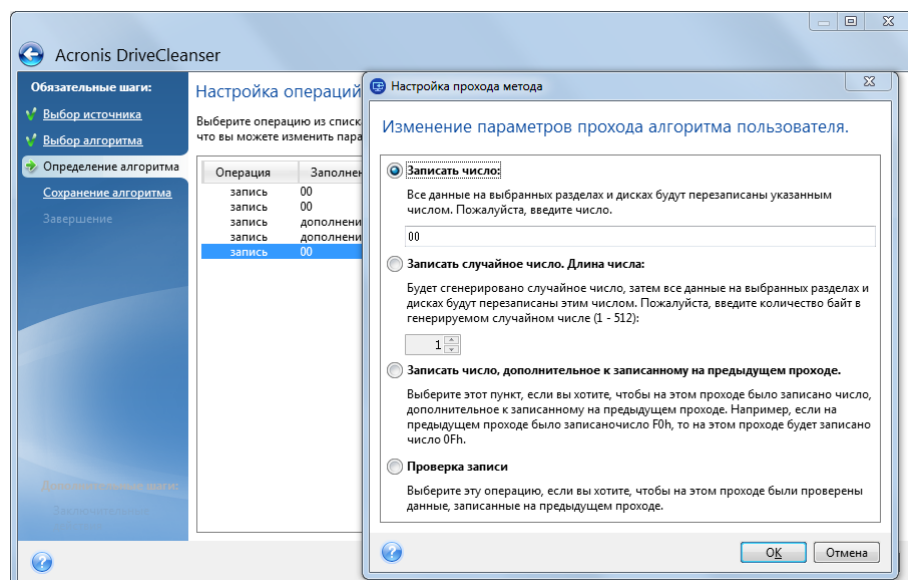 Acronis DriveCleanser
Обязательные шаги:
Выбор источника
Выбор алгоритма
Определение алгоритма
Сохранение алгоритма
Завершение
Настройка операций
Выберите операцию из списк
что вы можете изменить пара
Операция Заполнен
запись 00
запись 00
запись дополнени
запись дополнени
запись 00
Настройка прохода метода
Изменение параметров прохода алгоритма пользователя.
Записать число:
Все данные на выбранных разделах и дисках будут перезаписаны указанным
числом. Пожалуйста, введите число.
00
Записать случайное число. Длина числа:
Будет сгенерировано случайное число, затем все данные на выбранных разделах и
дисках будут перезаписаны этим числом. Пожалуйста, введите количество байт в
генерируемом случайном числе (1 - 512):
1
Записать число, дополнительное к записанному на предыдущем проходе.
Выберите этот пункт, если вы хотите, чтобы на этом проходе было записано число,
дополнительное к записанному на предыдущем проходе. Например, если на
предыдущем проходе было записаночисло F0h, то на этом проходе будет записано
число 0Fh.
Проверка записи
Выберите эту операцию, если вы хотите, чтобы на этом проходе были проверены
данные, записанные на предыдущем проходе.
OK Отмена